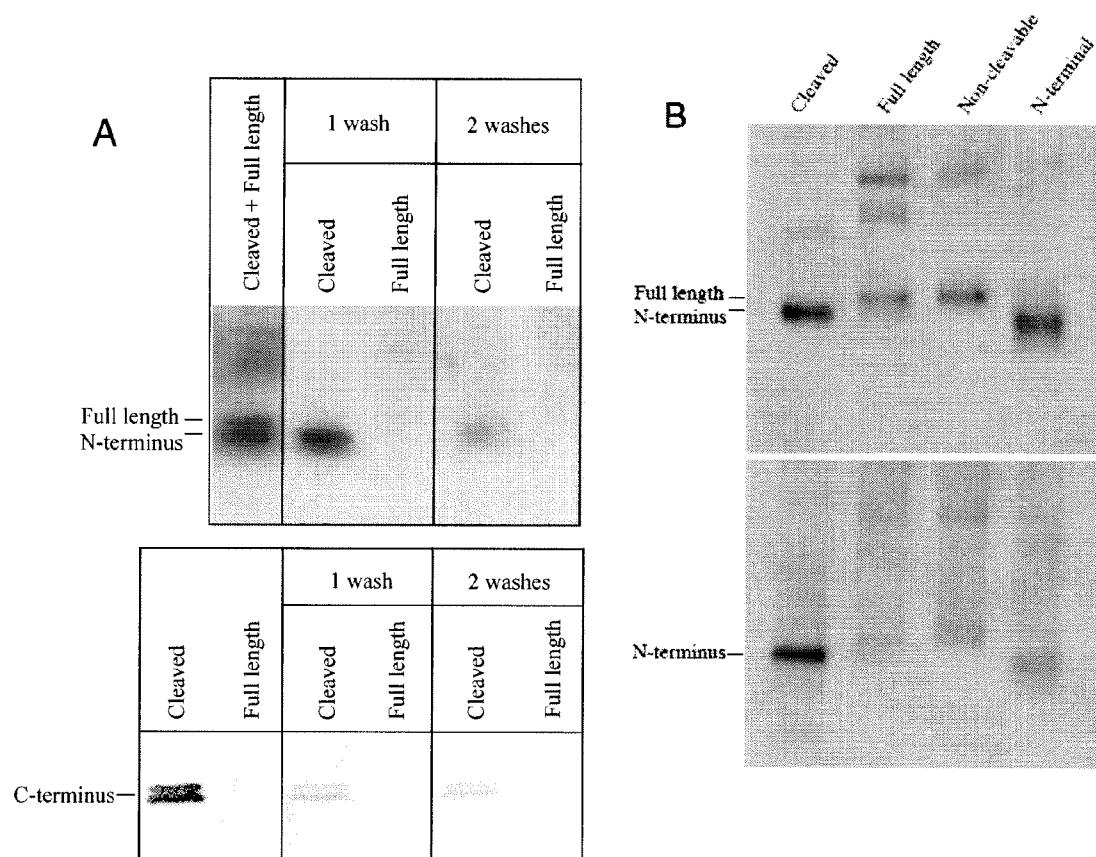 A
Cleaved + Full length
1 wash
2 washes
Cleaved
Full length
Cleaved
Full length
Full length
N-terminus
Cleaved
Full length
1 wash
2 washes
Cleaved
Full length
Cleaved
Full length
C-terminus
B
Cleaved
Full length
Non-cleavable
N-terminal
Full length
N-terminus
N-terminus